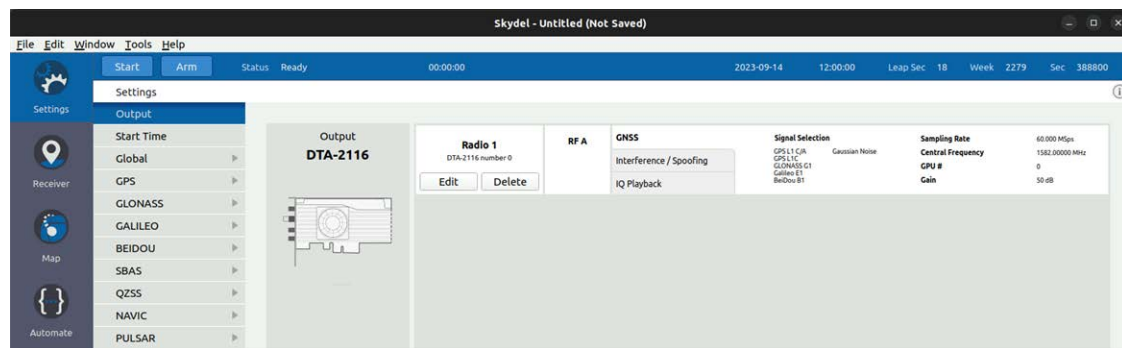 Skydel - Untitled (Not Saved)
File Edit Window Tools Help
Start Arm Status Ready 00:00:00 2023-09-14 12:00:00 Leap Sec 18 Week 2279 Sec 388800
Settings
Settings
Output
Start Time
Global
GPS
GLONASS
GALILEO
BEIDOU
SBAS
QZSS
NAVIC
PULSAR
Receiver
Map
Automate
Output
DTA-2116
Radio 1
DTA-2116 number 0
Edit Delete
RF A
GNSS
Interference / Spoofing
IQ Playback
Signal Selection
GPS L1 C/A Gaussian Noise
GPS L1C
GLONASS G1
Galileo E1
BeiDou B1
Sampling Rate 60.000 MSps
Central Frequency 1582.00000 MHz
GPU # 0
Gain 50 dB